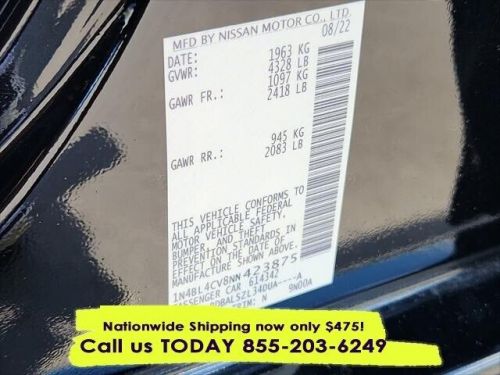 MFD BY NISSAN MOTOR CO., LTD.
DATE: 08/22
GVWR: 1963 KG
4328 LB
GAWR FR.: 1097 KG
2418 LB
GAWR RR.: 945 KG
2083 LB
THIS VEHICLE CONFORMS TO
ALL APPLICABLE FEDERAL
MOTOR VEHICLE SAFETY,
BUMPER, AND THEFT
PREVENTION STANDARDS IN
EFFECT ON THE DATE OF
MANUFACTURE SHOWN ABOVE.
1N4BL4CV8NN423875
PASSENGER CAR 614342
TRIM: N 9N00A
Nationwide Shipping now only $475!
Call us TODAY 855-203-6249